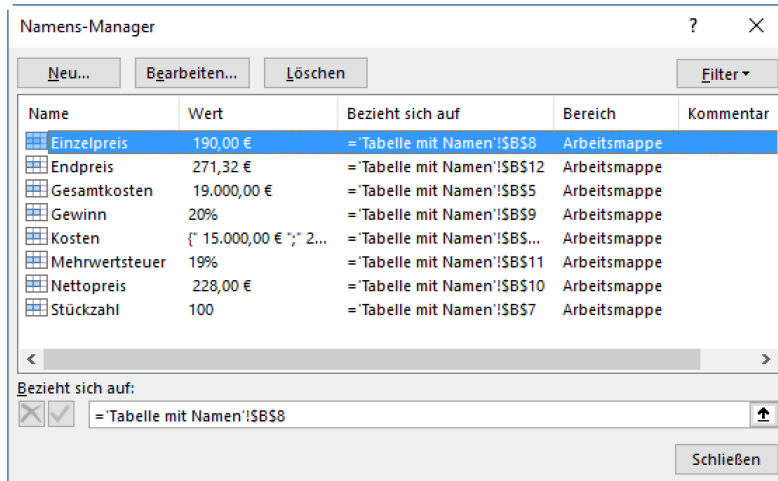 Namens-Manager ?
Neu... Bearbeiten... Löschen Filter
Name Wert Bezieht sich auf Bereich Kommentar
Einzelpreis 190,00 € ='Tabelle mit Namen'!$B$8 Arbeitsmappe
Endpreis 271,32 € ='Tabelle mit Namen'!$B$12 Arbeitsmappe
Gesamtkosten 19.000,00 € ='Tabelle mit Namen'!$B$5 Arbeitsmappe
Gewinn 20% ='Tabelle mit Namen'!$B$9 Arbeitsmappe
Kosten {" 15.000,00 € ";" 2... ='Tabelle mit Namen'!$B$... Arbeitsmappe
Mehrwertsteuer 19% ='Tabelle mit Namen'!$B$11 Arbeitsmappe
Nettopreis 228,00 € ='Tabelle mit Namen'!$B$10 Arbeitsmappe
Stückzahl 100 ='Tabelle mit Namen'!$B$7 Arbeitsmappe
Bezieht sich auf:
='Tabelle mit Namen'!$B$8
Schließen